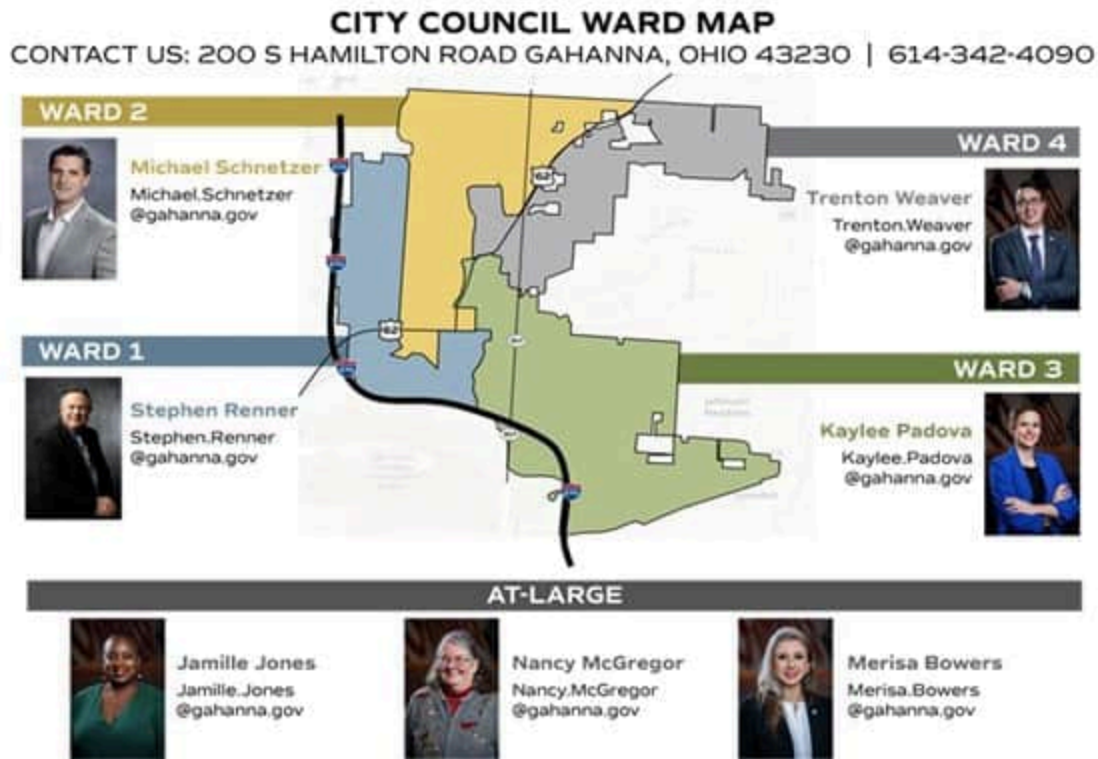 CITY COUNCIL WARD MAP
CONTACT US: 200 S HAMILTON ROAD GAHANNA, OHIO 43230 | 614-342-4090
WARD 2
Michael Schnetzer
Michael.Schnetzer
@gahanna.gov
WARD 4
Trenton Weaver
Trenton.Weaver
@gahanna.gov
62
62
WARD 1
Stephen Renner
Stephen.Renner
@gahanna.gov
WARD 3
Kaylee Padova
Kaylee.Padova
@gahanna.gov
AT-LARGE
Jamille Jones
Jamille.Jones
@gahanna.gov
Nancy McGregor
Nancy.McGregor
@gahanna.gov
Merisa Bowers
Merisa.Bowers
@gahanna.gov